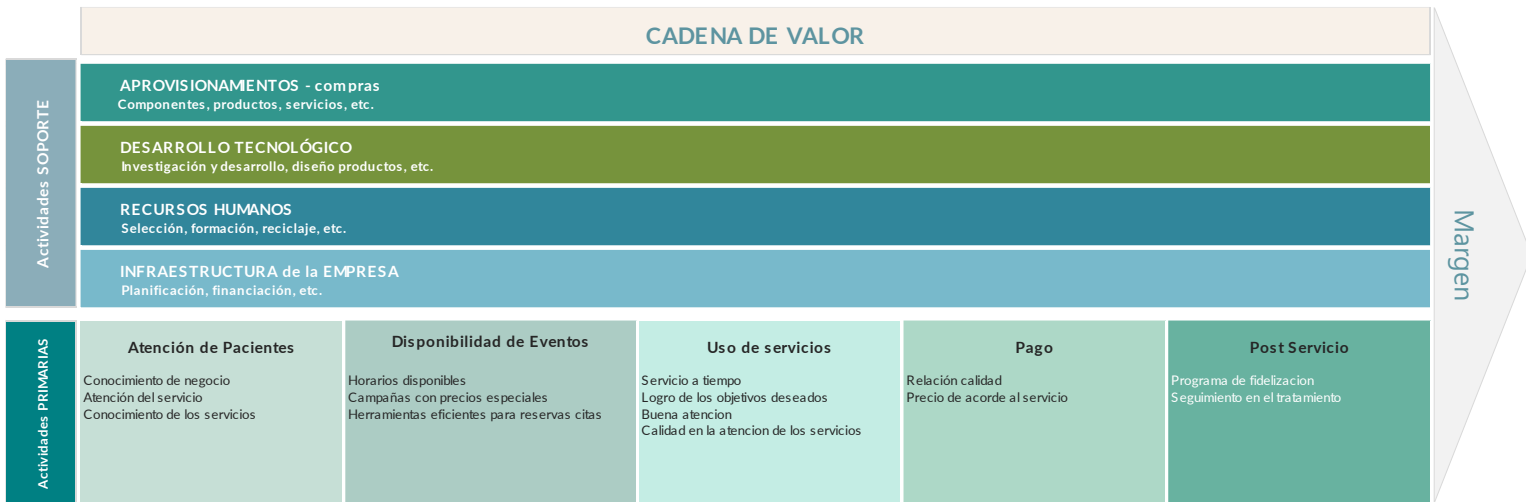 CADENA DE VALOR
Actividades SOPORTE
APROVISIONAMIENTOS - compras
Componentes, productos, servicios, etc.
DESARROLLO TECNOLÓGICO
Investigación y desarrollo, diseño productos, etc.
RECURSOS HUMANOS
Selección, formación, reciclaje, etc.
INFRAESTRUCTURA de la EMPRESA
Planificación, financiación, etc.
Margen
Actividades PRIMARIAS
Atención de Pacientes
Conocimiento de negocio
Atención del servicio
Conocimiento de los servicios
Disponibilidad de Eventos
Horarios disponibles
Campañas con precios especiales
Herramientas eficientes para reservas citas
Uso de servicios
Servicio a tiempo
Logro de los objetivos deseados
Buena atencion
Calidad en la atencion de los servicios
Pago
Relación calidad
Precio de acorde al servicio
Post Servicio
Programa de fidelizacion
Seguimiento en el tratamiento